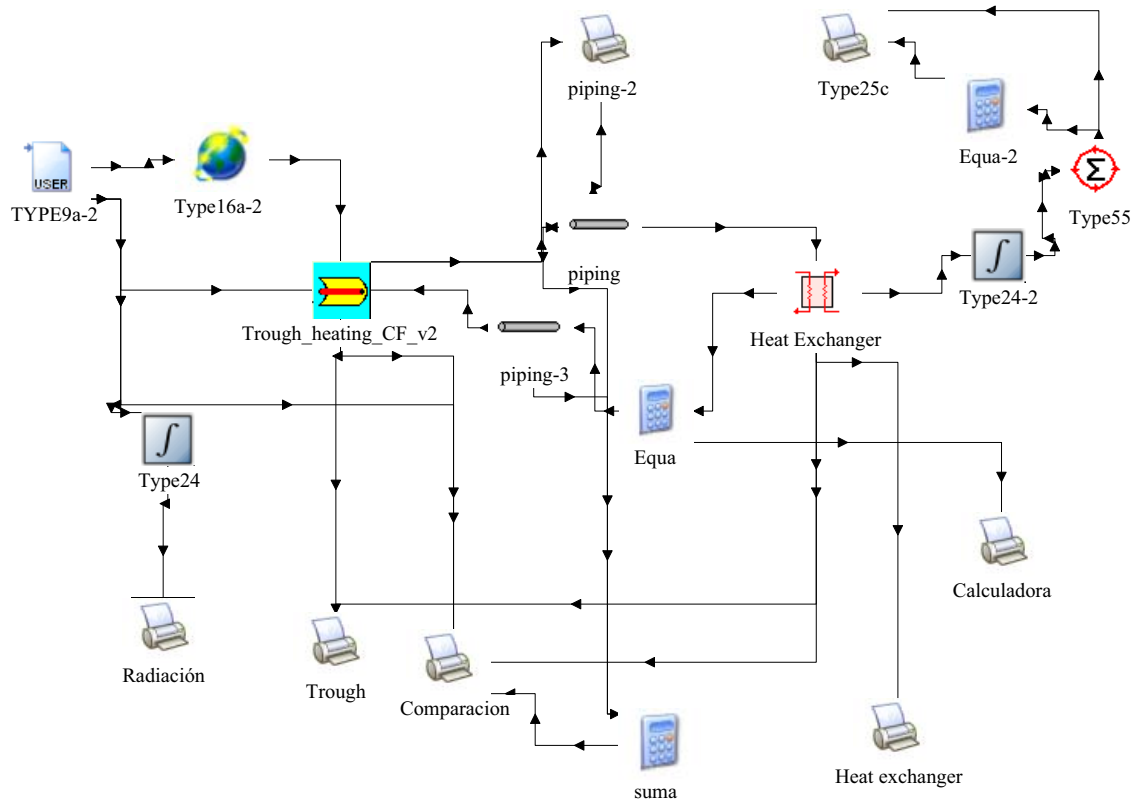 piping-2
Type25c
Equa-2
USER
TYPE9a-2
Type16a-2
Σ
Type55
piping
∫
Type24-2
Trough_heating_CF_v2
Heat Exchanger
piping-3
∫
Type24
Equa
Calculadora
Radiación
Trough
Comparacion
Heat exchanger
suma